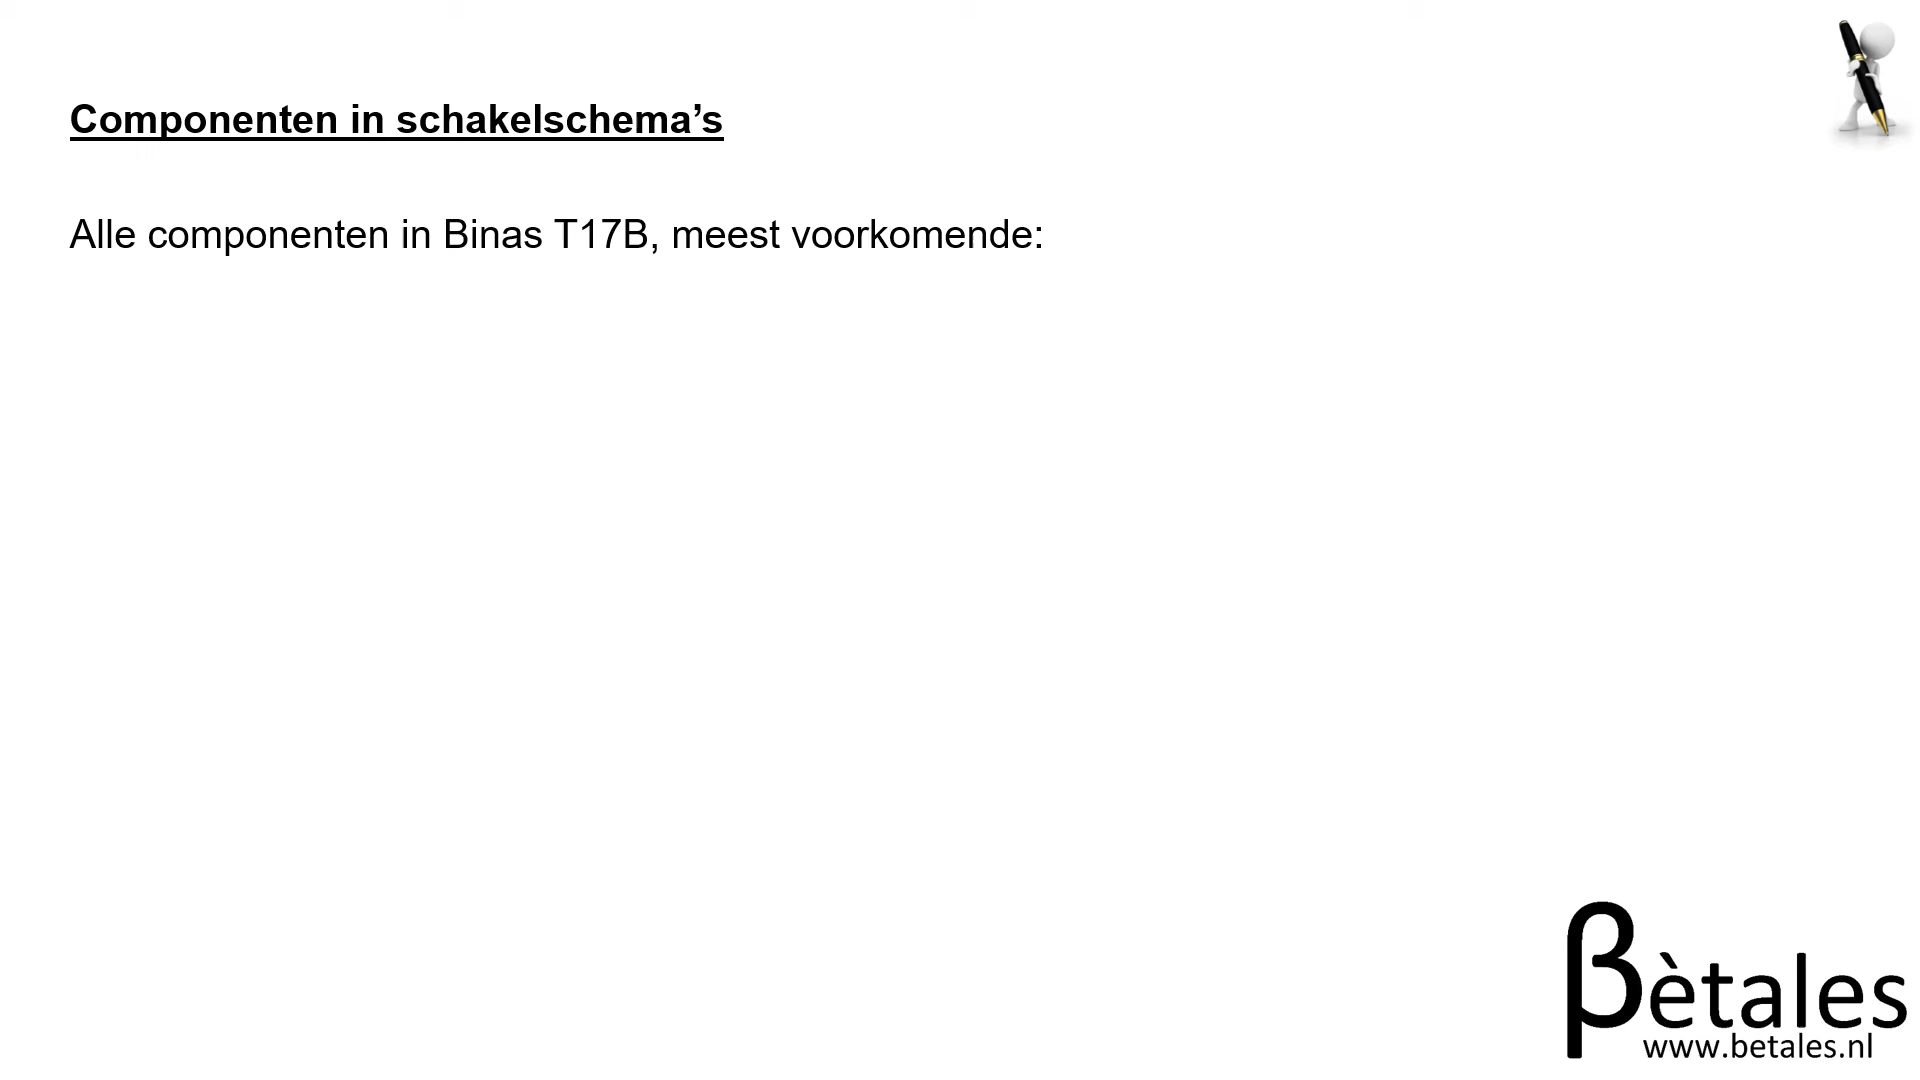 Componenten in schakelschema’s
Alle componenten in Binas T17B, meest voorkomende:
βètales
www.betales.nl